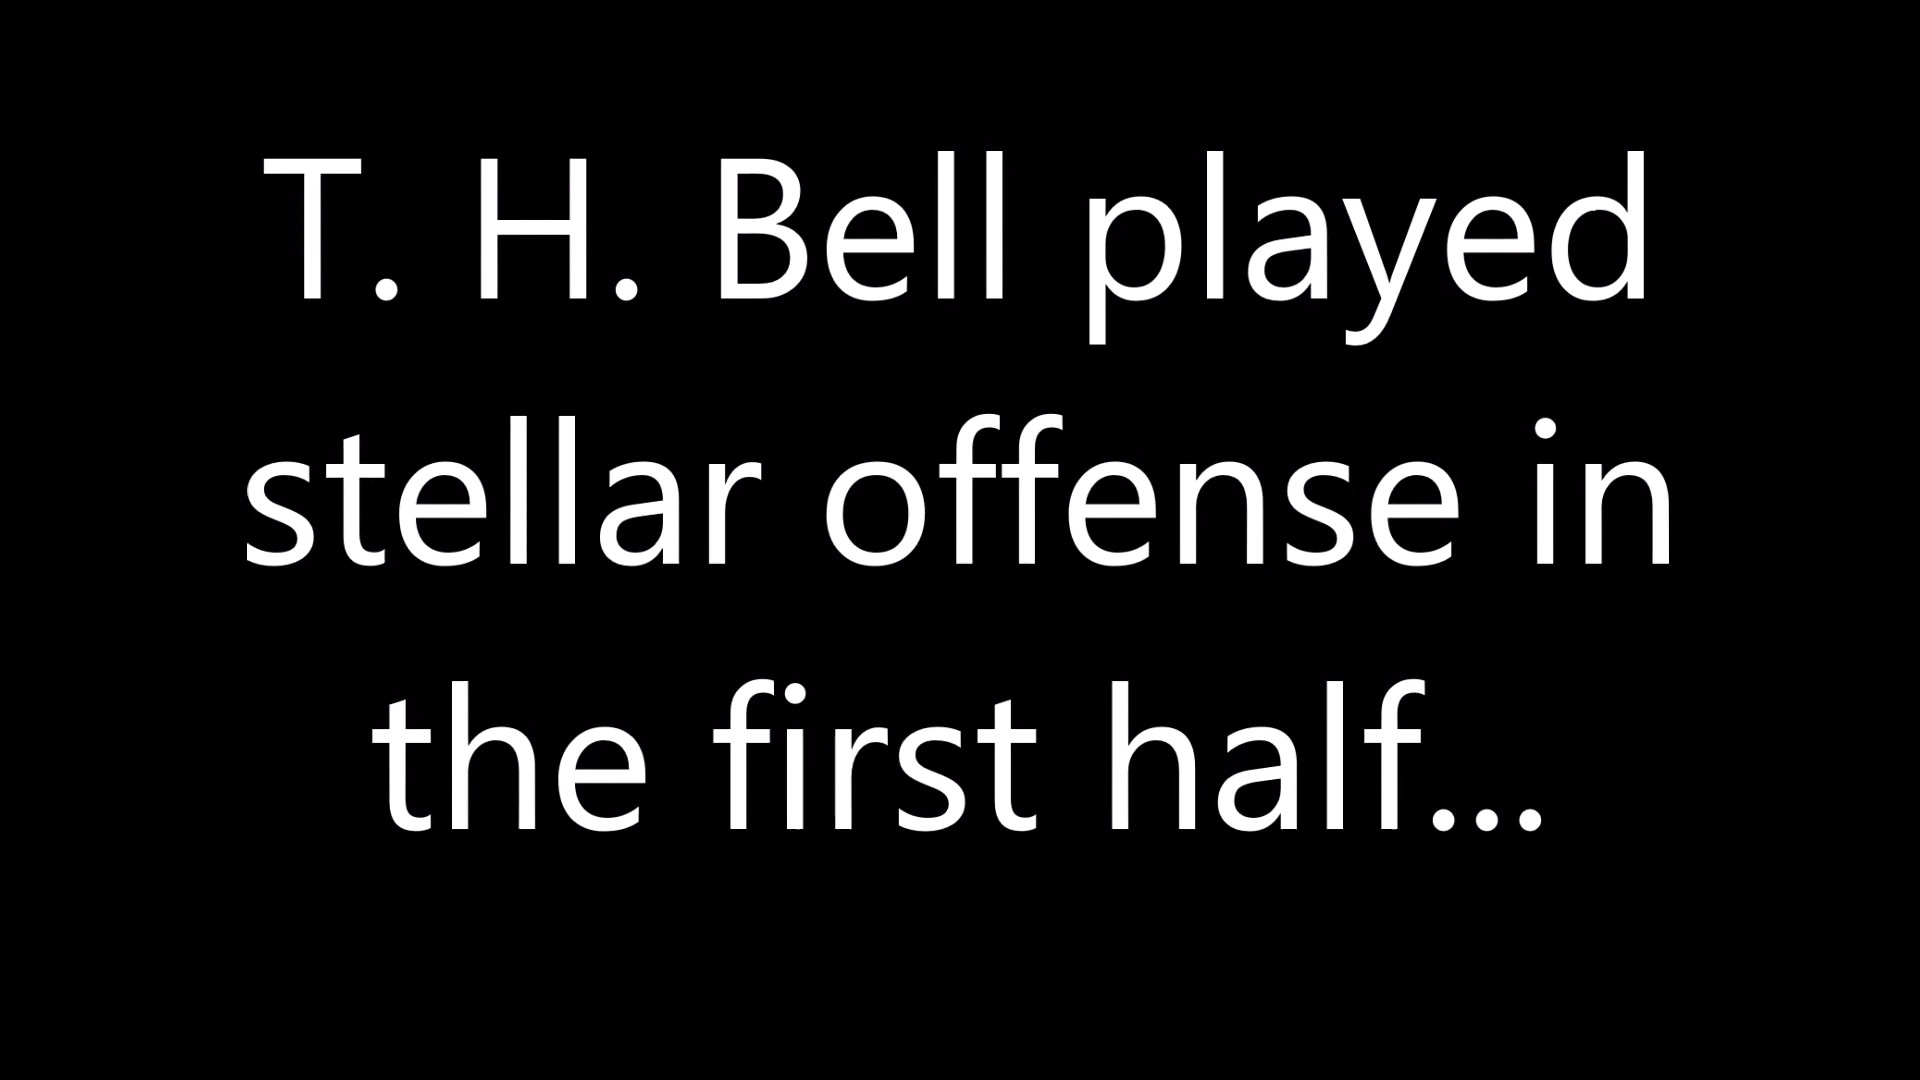 T. H. Bell played
stellar offense in
the first half...